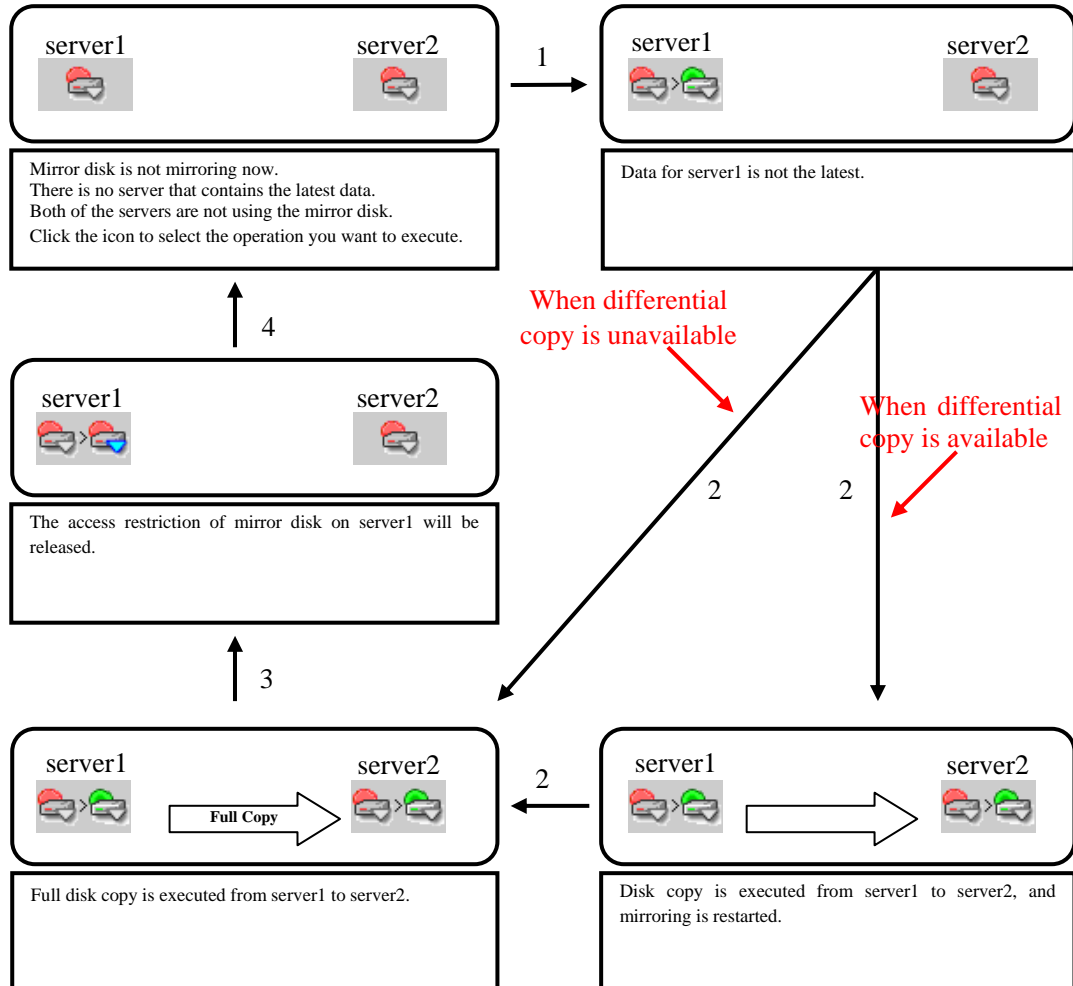 server1
server2
1
server1
server2
Mirror disk is not mirroring now.
There is no server that contains the latest data.
Both of the servers are not using the mirror disk.
Click the icon to select the operation you want to execute.
Data for server1 is not the latest.
4
When differential
copy is unavailable
server1
server2
When differential
copy is available
2
2
The access restriction of mirror disk on server1 will be
released.
3
server1
server2
Full Copy
2
server1
server2
Full disk copy is executed from server1 to server2.
Disk copy is executed from server1 to server2, and
mirroring is restarted.